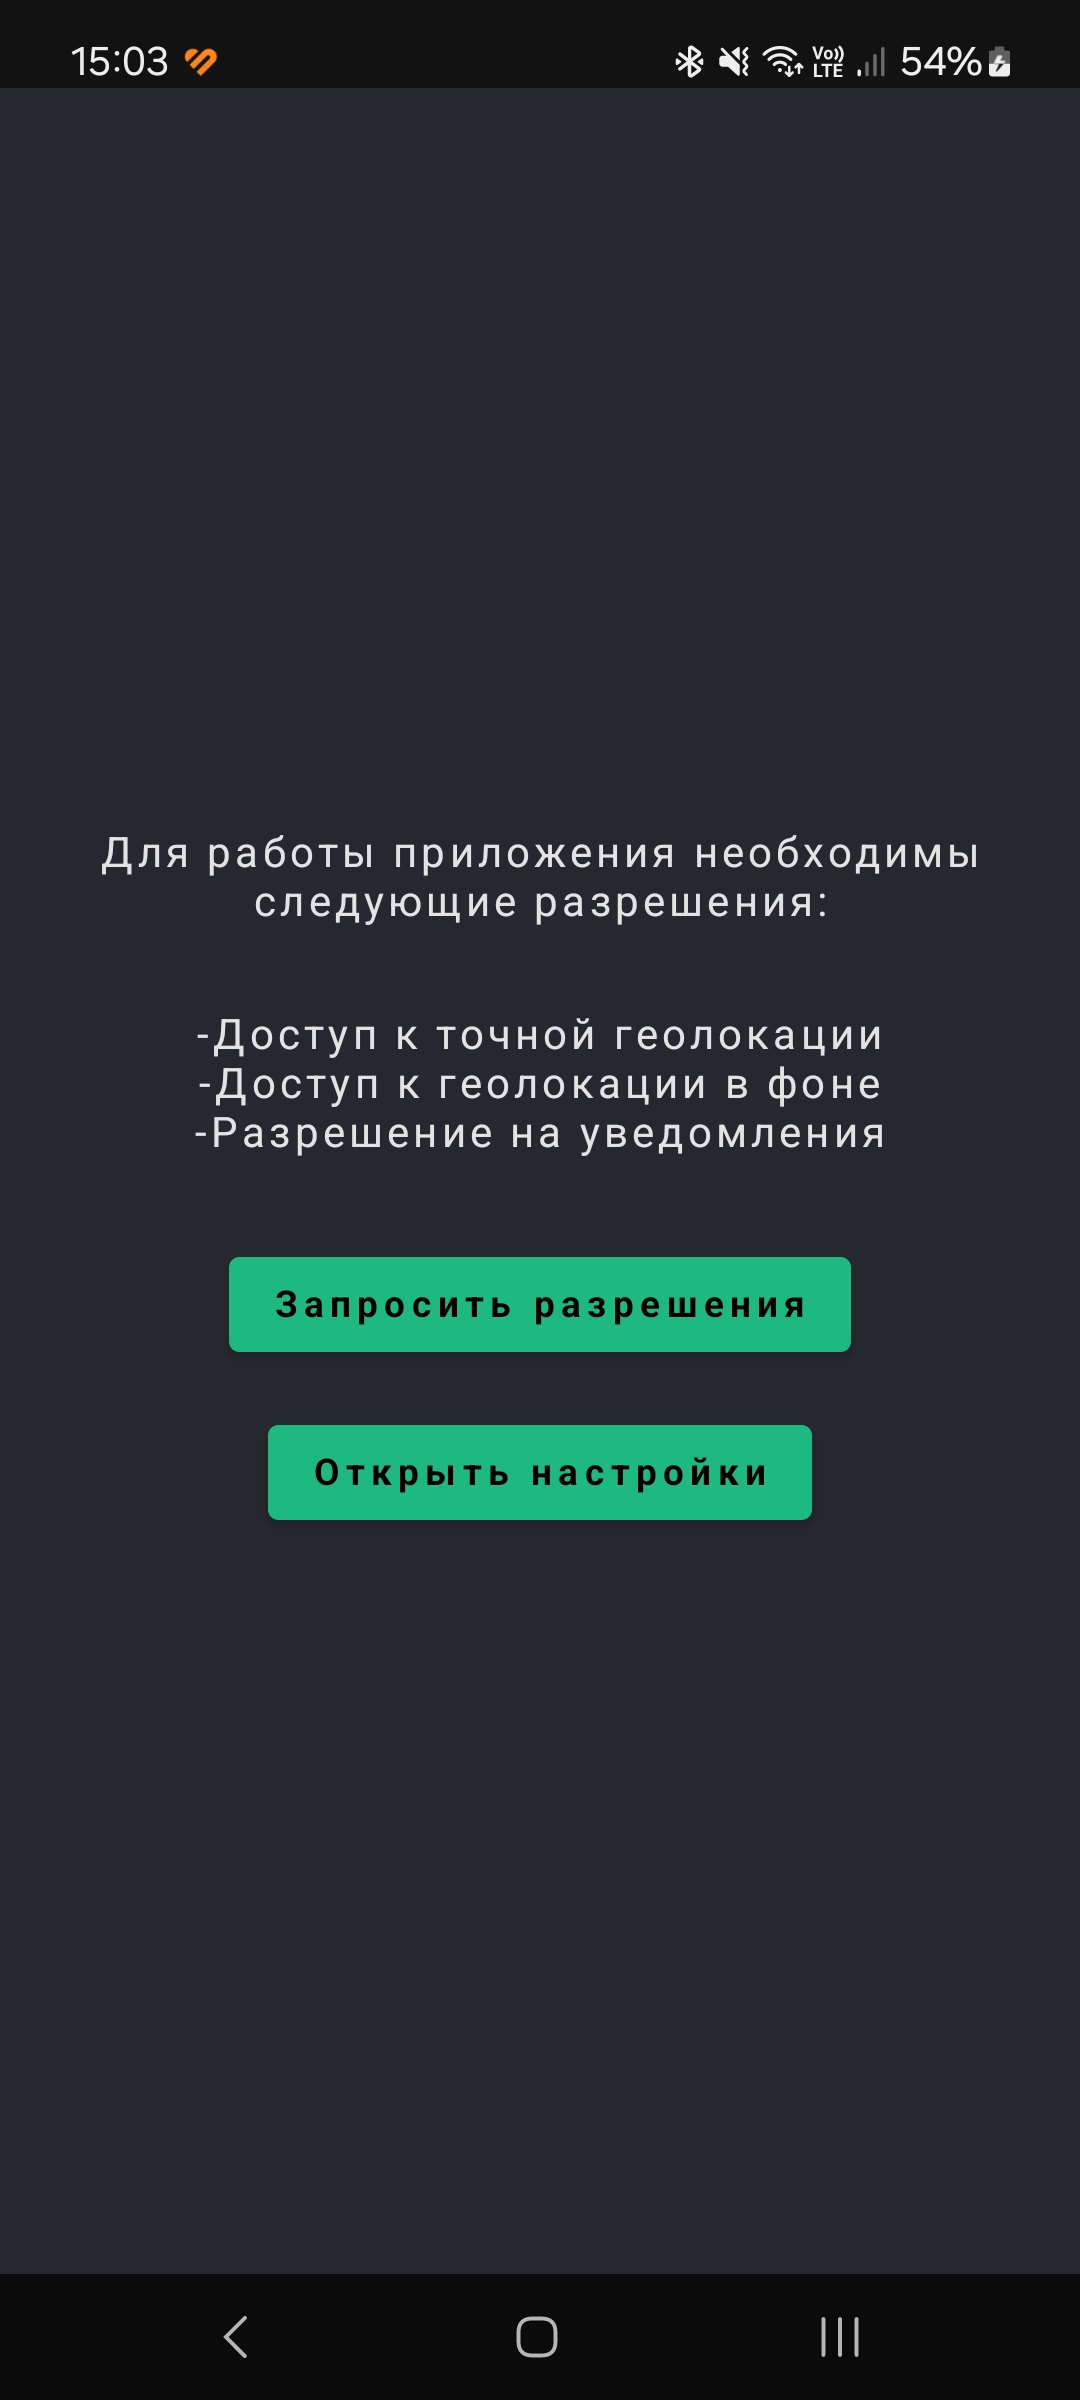 15:03
Vo)) LTE 54%
Для работы приложения необходимы
следующие разрешения:
-Доступ к точной геолокации
-Доступ к геолокации в фоне
-Разрешение на уведомления
Запросить разрешения
Открыть настройки